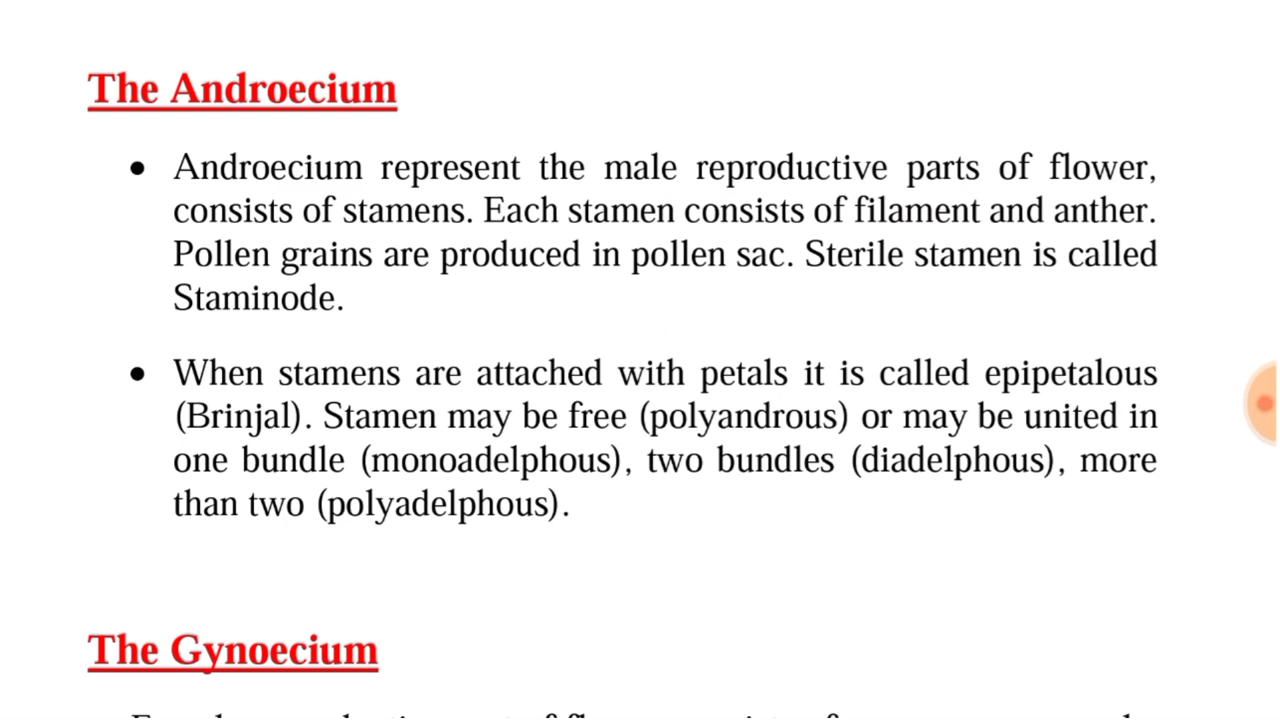 The Androecium
• Androecium represent the male reproductive parts of flower,
consists of stamens. Each stamen consists of filament and anther.
Pollen grains are produced in pollen sac. Sterile stamen is called
Staminode.
• When stamens are attached with petals it is called epipetalous
(Brinjal). Stamen may be free (polyandrous) or may be united in
one bundle (monoadelphous), two bundles (diadelphous), more
than two (polyadelphous).
The Gynoecium